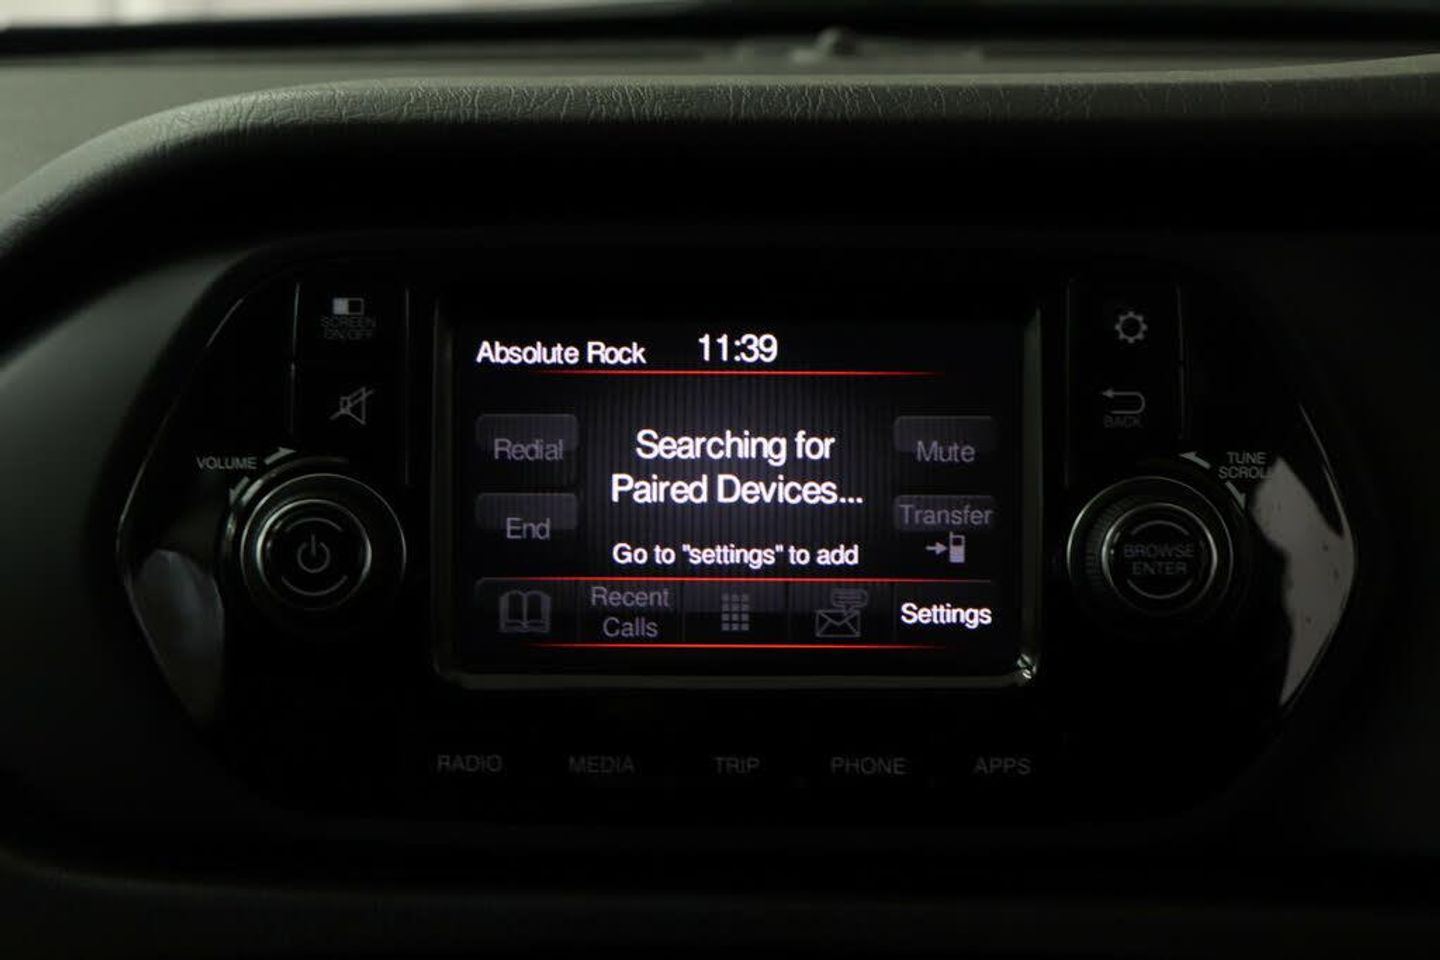 SCREEN
ON/OFF
Absolute Rock 11:39
BACK
VOLUME
Redial
Searching for
Paired Devices...
Mute
TUNE
SCROLL
End
Transfer
Go to "settings" to add
BROWSE
ENTER
Recent
Calls
Settings
RADIO MEDIA TRIP PHONE APPS